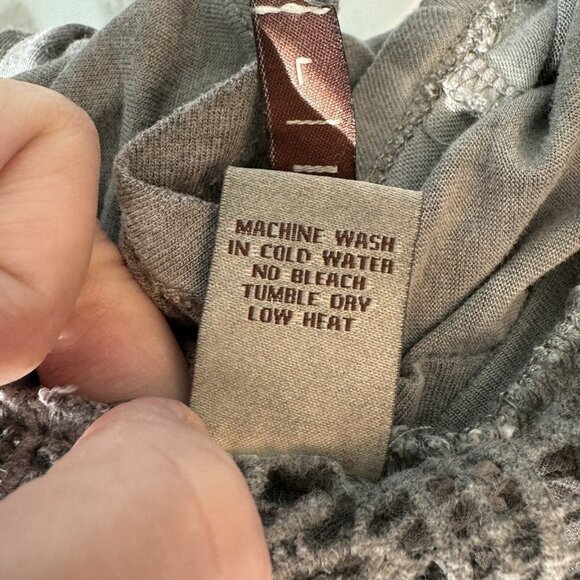 L
MACHINE WASH
IN COLD WATER
NO BLEACH
TUMBLE DRY
LOW HEAT